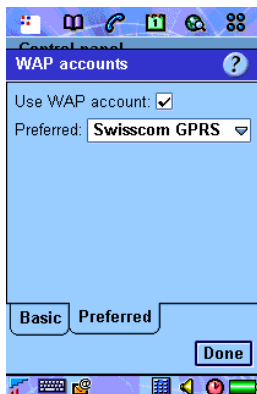 Control panel
WAP accounts ?
Use WAP account:
Preferred: Swisscom GPRS
Basic Preferred
Done